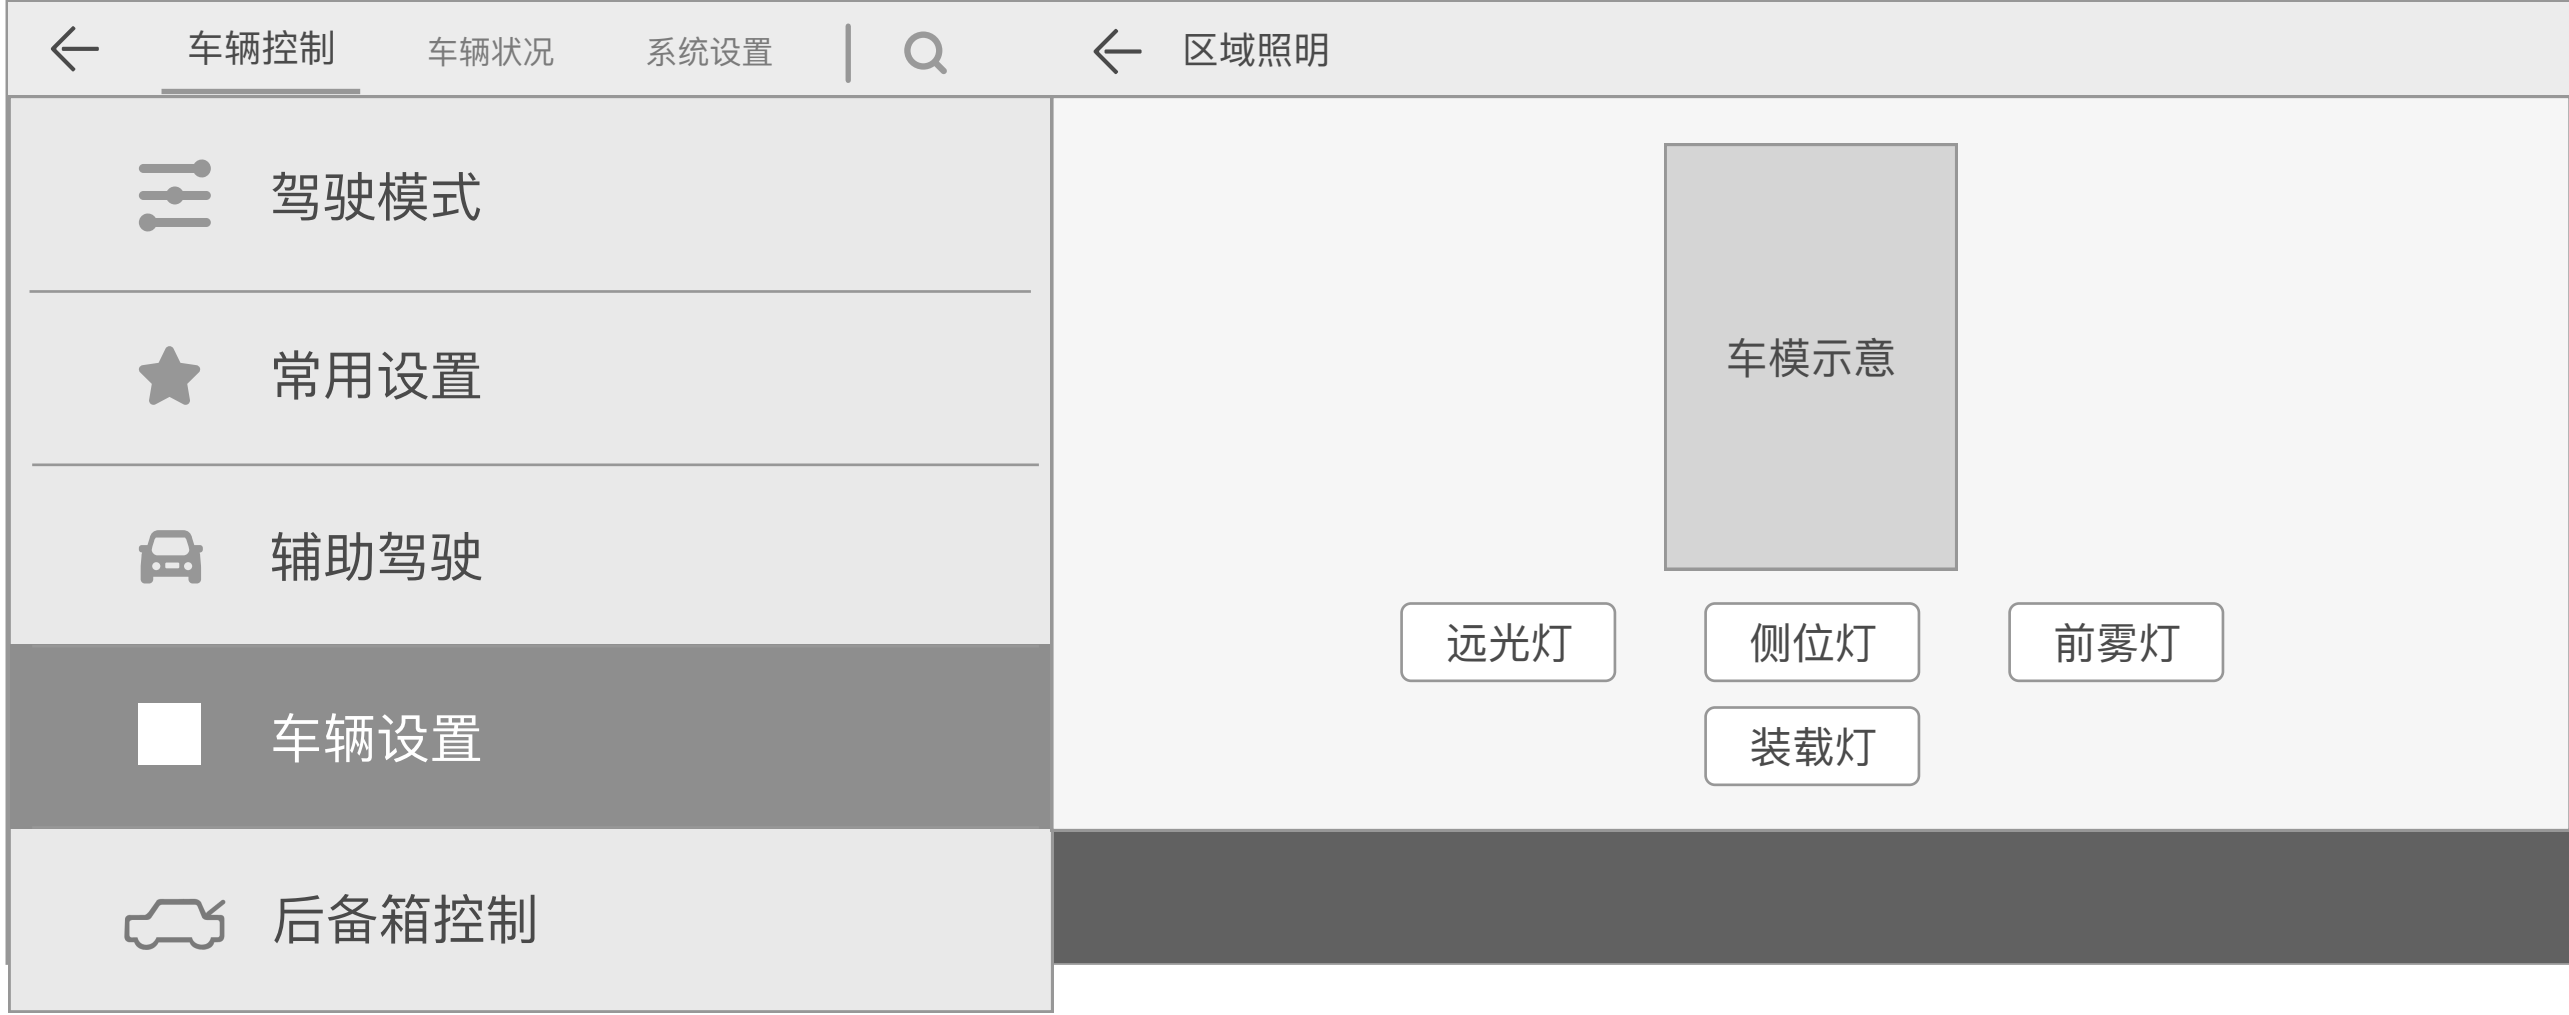 车辆控制
车辆状况
系统设置
区域照明
驾驶模式
常用设置
辅助驾驶
车辆设置
后备箱控制
车模示意
远光灯
侧位灯
前雾灯
装载灯